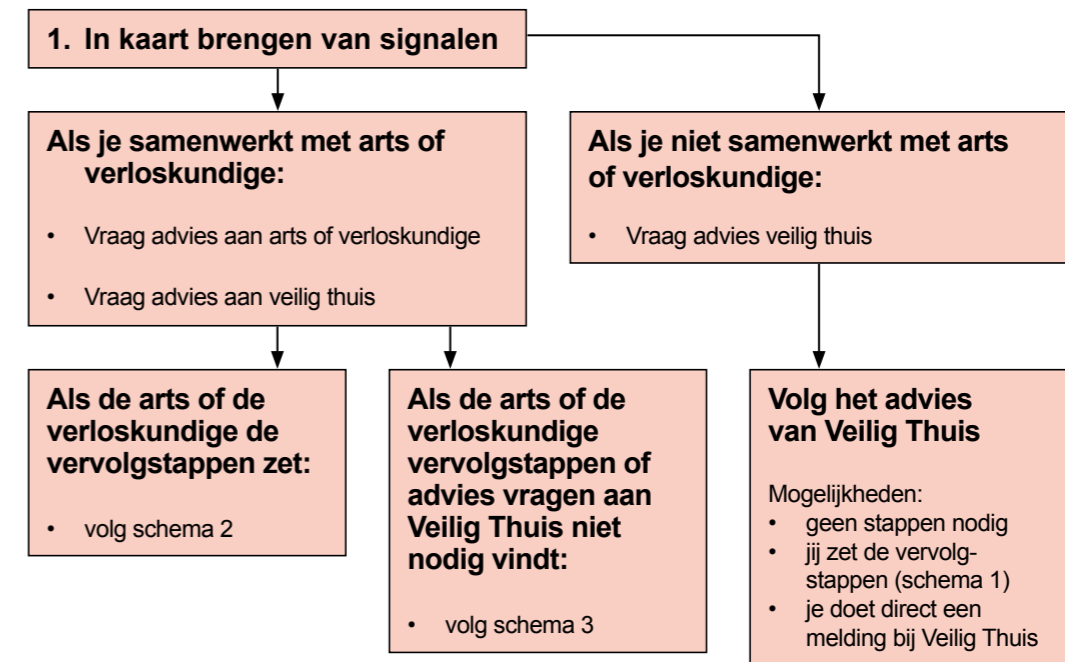 1. In kaart brengen van signalen
Als je samenwerkt met arts of
verloskundige:
• Vraag advies aan arts of verloskundige
• Vraag advies aan veilig thuis
Als je niet samenwerkt met arts
of verloskundige:
• Vraag advies veilig thuis
Als de arts of de
verloskundige de
vervolgstappen zet:
• volg schema 2
Als de arts of de
verloskundige
vervolgstappen of
advies vragen aan
Veilig Thuis niet
nodig vindt:
• volg schema 3
Volg het advies
van Veilig Thuis
Mogelijkheden:
• geen stappen nodig
• jij zet de vervolg-
stappen (schema 1)
• je doet direct een
melding bij Veilig Thuis